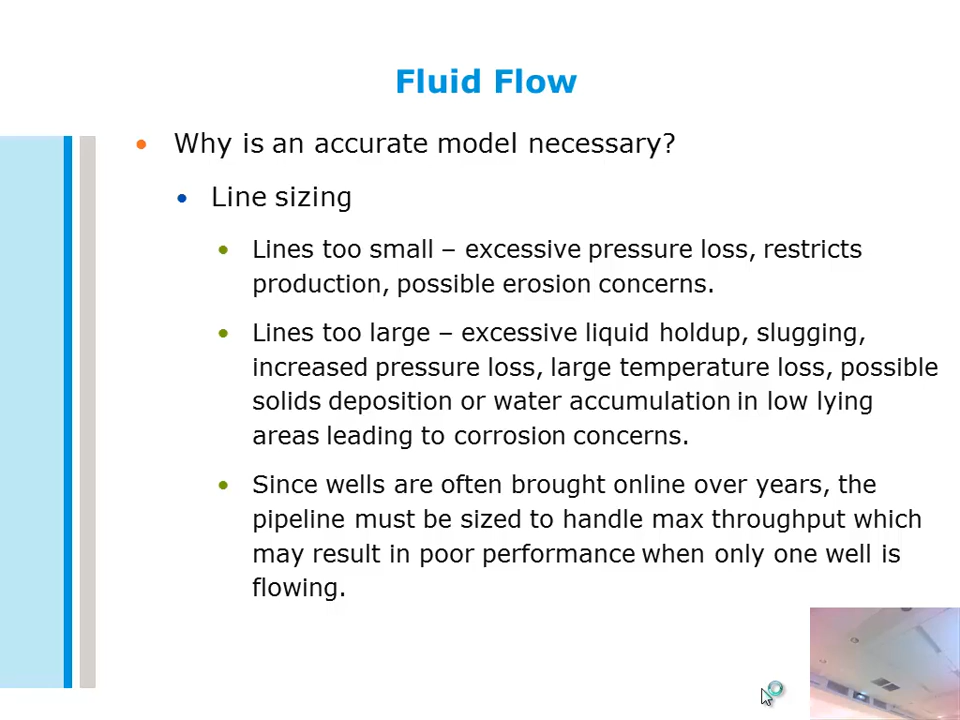 Fluid Flow
Why is an accurate model necessary?
Line sizing
Lines too small – excessive pressure loss, restricts
production, possible erosion concerns.
Lines too large – excessive liquid holdup, slugging,
increased pressure loss, large temperature loss, possible
solids deposition or water accumulation in low lying
areas leading to corrosion concerns.
Since wells are often brought online over years, the
pipeline must be sized to handle max throughput which
may result in poor performance when only one well is
flowing.